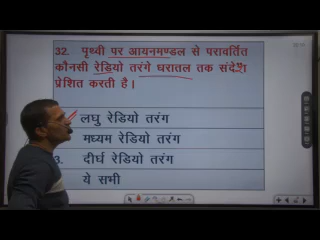 32. पृथ्वी पर आयनमण्डल से परावर्तित
कौनसी रेडियो तरंगे धरातल तक संदेश
प्रेशित करती है।
लघु रेडियो तरंग
मध्यम रेडियो तरंग
3. दीर्घ रेडियो तरंग
ये सभी